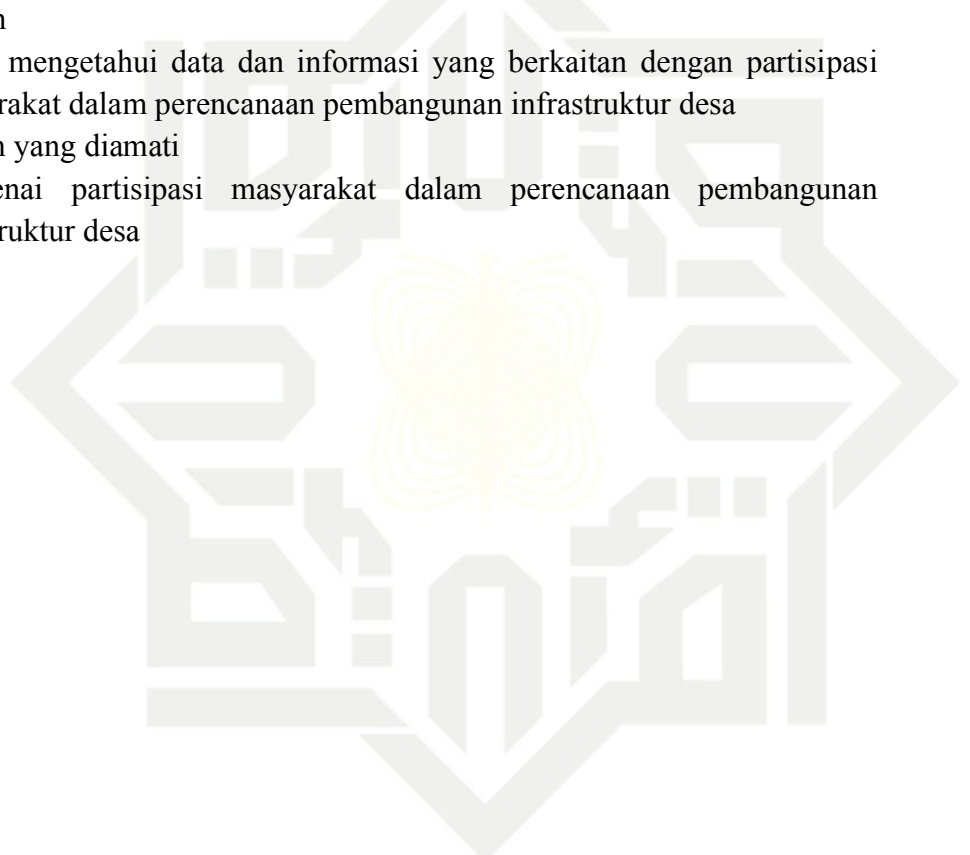 n
mengetahui data dan informasi yang berkaitan dengan partisipasi
rakat dalam perencanaan pembangunan infrastruktur desa
n yang diamati
enai partisipasi masyarakat dalam perencanaan pembangunan
ruktur desa